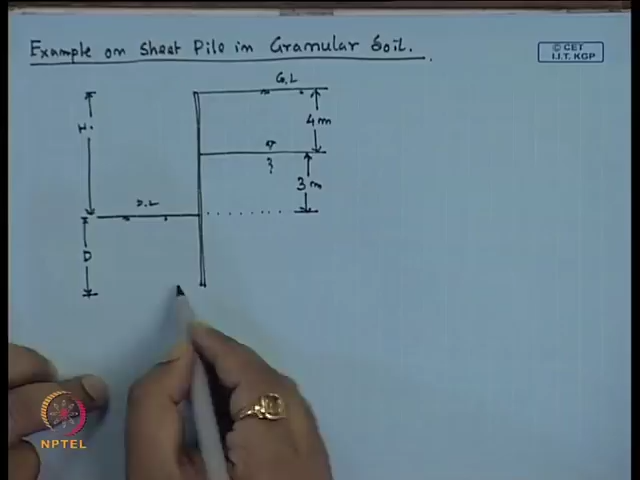 Example on Sheet Pile in Granular Soil.
© CET
I.I.T. KGP
G.L
4m
H
3m
D.L
D
NPTEL